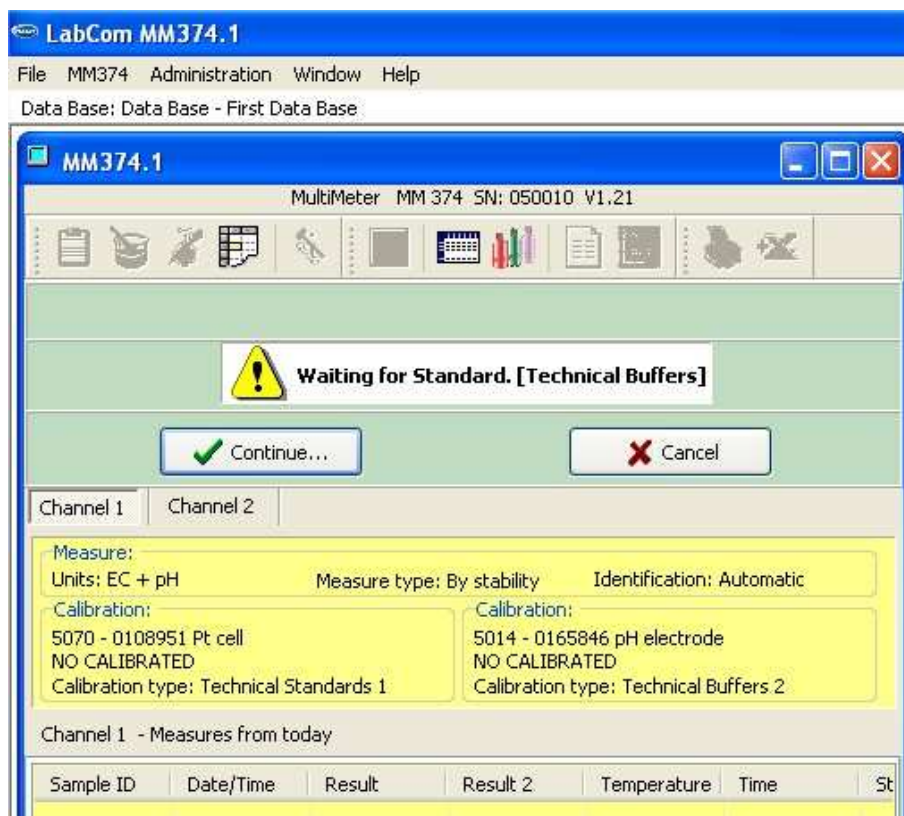 LabCom MM374.1
File MM374 Administration Window Help
Data Base: Data Base - First Data Base
MM374.1
MultiMeter MM 374 SN: 050010 V1.21
Waiting for Standard. [Technical Buffers]
Continue... Cancel
Channel 1 Channel 2
Measure:
Units: EC + pH Measure type: By stability Identification: Automatic
Calibration: Calibration:
5070 - 0108951 Pt cell 5014 - 0165846 pH electrode
NO CALIBRATED NO CALIBRATED
Calibration type: Technical Standards 1 Calibration type: Technical Buffers 2
Channel 1 - Measures from today
Sample ID Date/Time Result Result 2 Temperature Time St